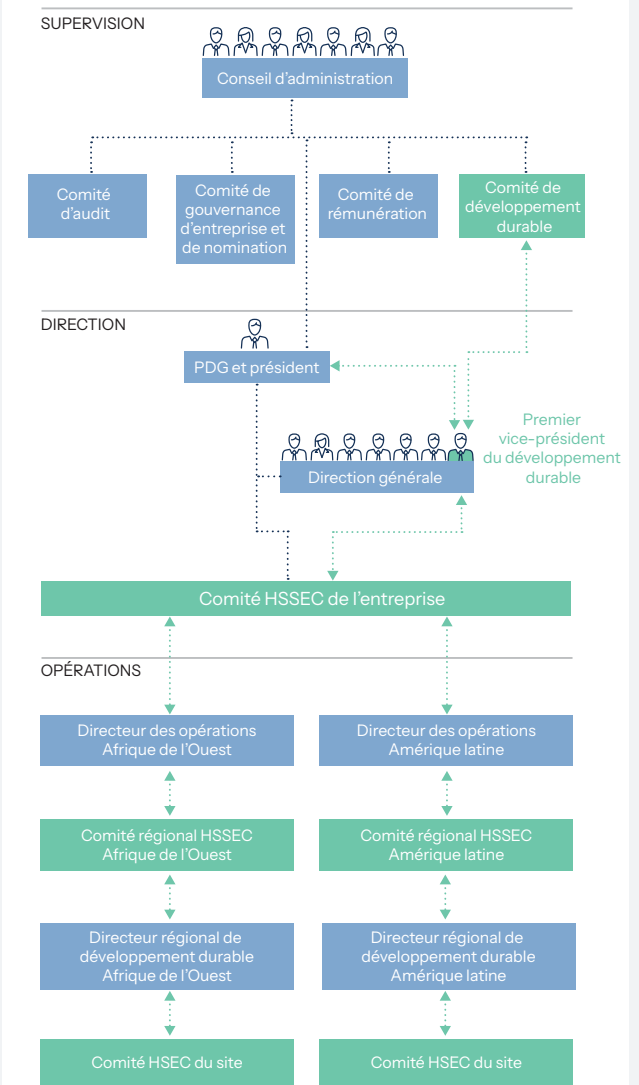 SUPERVISION
Conseil d'administration
Comité
d'audit
Comité de
gouvernance
d'entreprise et
de nomination
Comité de
rémunération
Comité de
développement
durable
DIRECTION
PDG et président
Premier
vice-président
du développement
durable
Direction générale
Comité HSSEC de l'entreprise
OPÉRATIONS
Directeur des opérations
Afrique de l'Ouest
Directeur des opérations
Amérique latine
Comité régional HSSEC
Afrique de l'Ouest
Comité régional HSSEC
Amérique latine
Directeur régional de
développement durable
Afrique de l'Ouest
Directeur régional de
développement durable
Amérique latine
Comité HSEC du site
Comité HSEC du site